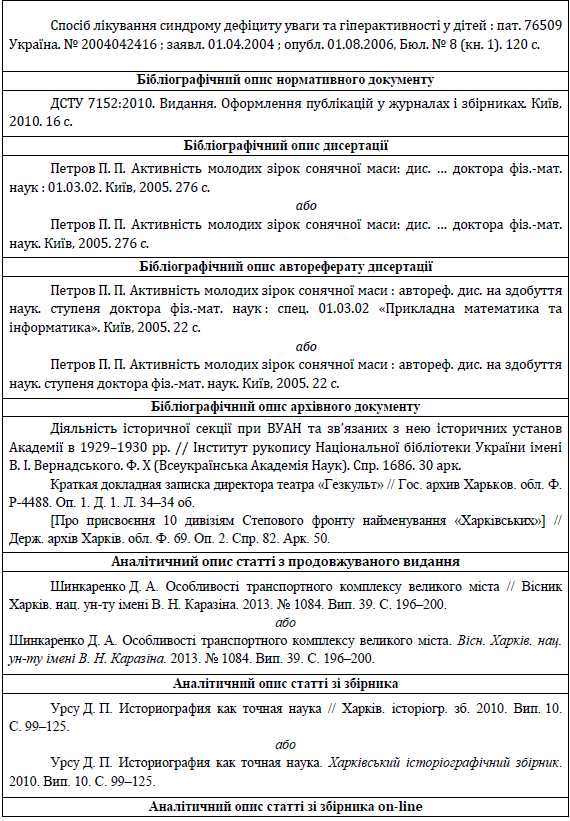 Спосіб лікування синдрому дефіциту уваги та гіперактивності у дітей : пат. 76509
Україна. № 2004042416 ; заявл. 01.04.2004 ; опубл. 01.08.2006, Бюл. № 8 (кн. 1). 120 с.
Бібліографічний опис нормативного документу
ДСТУ 7152:2010. Видання. Оформлення публікацій у журналах і збірниках. Київ,
2010. 16 с.
Бібліографічний опис дисертації
Петров П. П. Активність молодих зірок сонячної маси: дис. ... доктора фіз.-мат.
наук : 01.03.02. Київ, 2005. 276 с.
або
Петров П. П. Активність молодих зірок сонячної маси: дис. ... доктора фіз.-мат.
наук. Київ, 2005. 276 с.
Бібліографічний опис автореферату дисертації
Петров П. П. Активність молодих зірок сонячної маси : автореф. дис. на здобуття
наук. ступеня доктора фіз.-мат. наук : спец. 01.03.02 «Прикладна математика та
інформатика». Київ, 2005. 22 с.
або
Петров П. П. Активність молодих зірок сонячної маси : автореф. дис. на здобуття
наук. ступеня доктора фіз.-мат. наук. Київ, 2005. 22 с.
Бібліографічний опис архівного документу
Діяльність історичної секції при ВУАН та зв’язаних з нею історичних установ
Академії в 1929–1930 рр. // Інститут рукопису Національної бібліотеки України імені
В. І. Вернадського. Ф. Х (Всеукраїнська Академія Наук). Спр. 1686. 30 арк.
Краткая докладная записка директора театра «Гезкульт» // Гос. архив Харьков. обл. Ф.
Р-4488. Оп. 1. Д. 1. Л. 34–34 об.
[Про присвоєння 10 дивізіям Степового фронту найменування «Харківських»] //
Держ. архів Харків. обл. Ф. 69. Оп. 2. Спр. 82. Арк. 50.
Аналітичний опис статті з продовжуваного видання
Шинкаренко Д. А. Особливості транспортного комплексу великого міста // Вісник
Харків. нац. ун-ту імені В. Н. Каразіна. 2013. № 1084. Вип. 39. С. 196–200.
або
Шинкаренко Д. А. Особливості транспортного комплексу великого міста. Вісн. Харків. нац.
ун-ту імені В. Н. Каразіна. 2013. № 1084. Вип. 39. С. 196–200.
Аналітичний опис статті зі збірника
Урсу Д. П. Историография как точная наука // Харків. історіогр. зб. 2010. Вип. 10.
С. 99–125.
або
Урсу Д. П. Историография как точная наука. Харківський історіографічний збірник.
2010. Вип. 10. С. 99–125.
Аналітичний опис статті зі збірника on-line